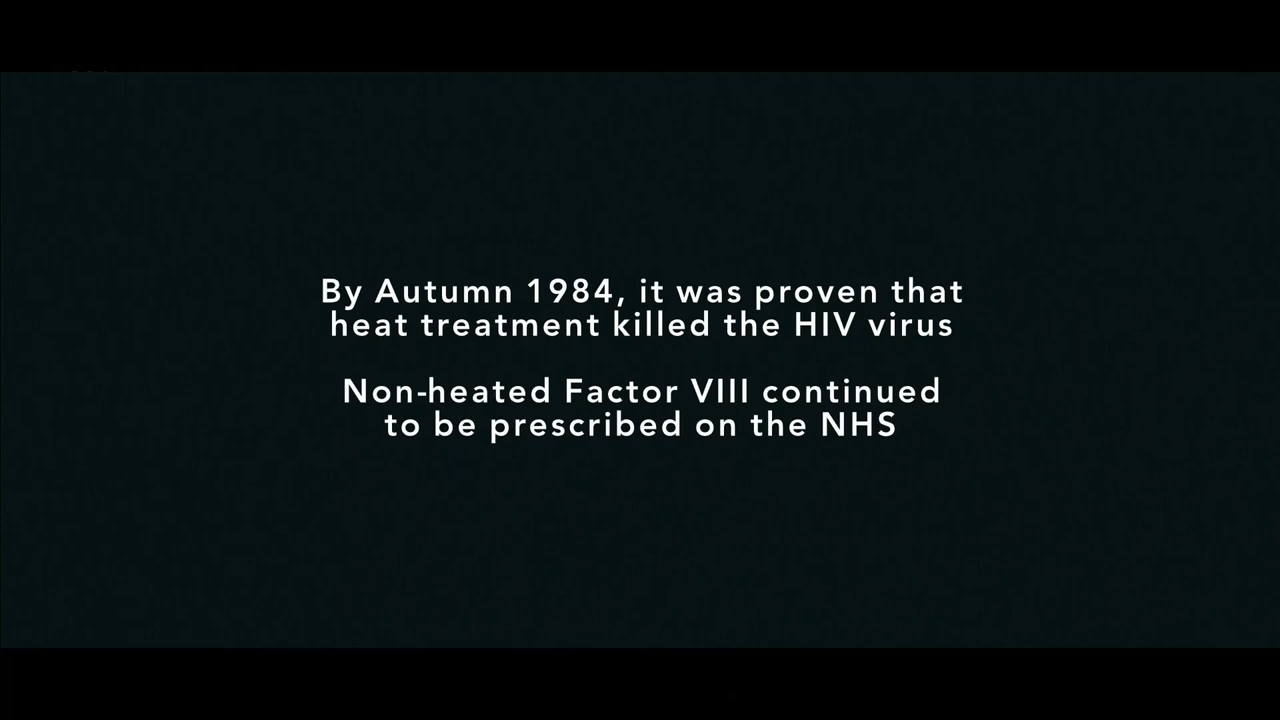 By Autumn 1984, it was proven that
heat treatment killed the HIV virus
Non-heated Factor VIII continued
to be prescribed on the NHS